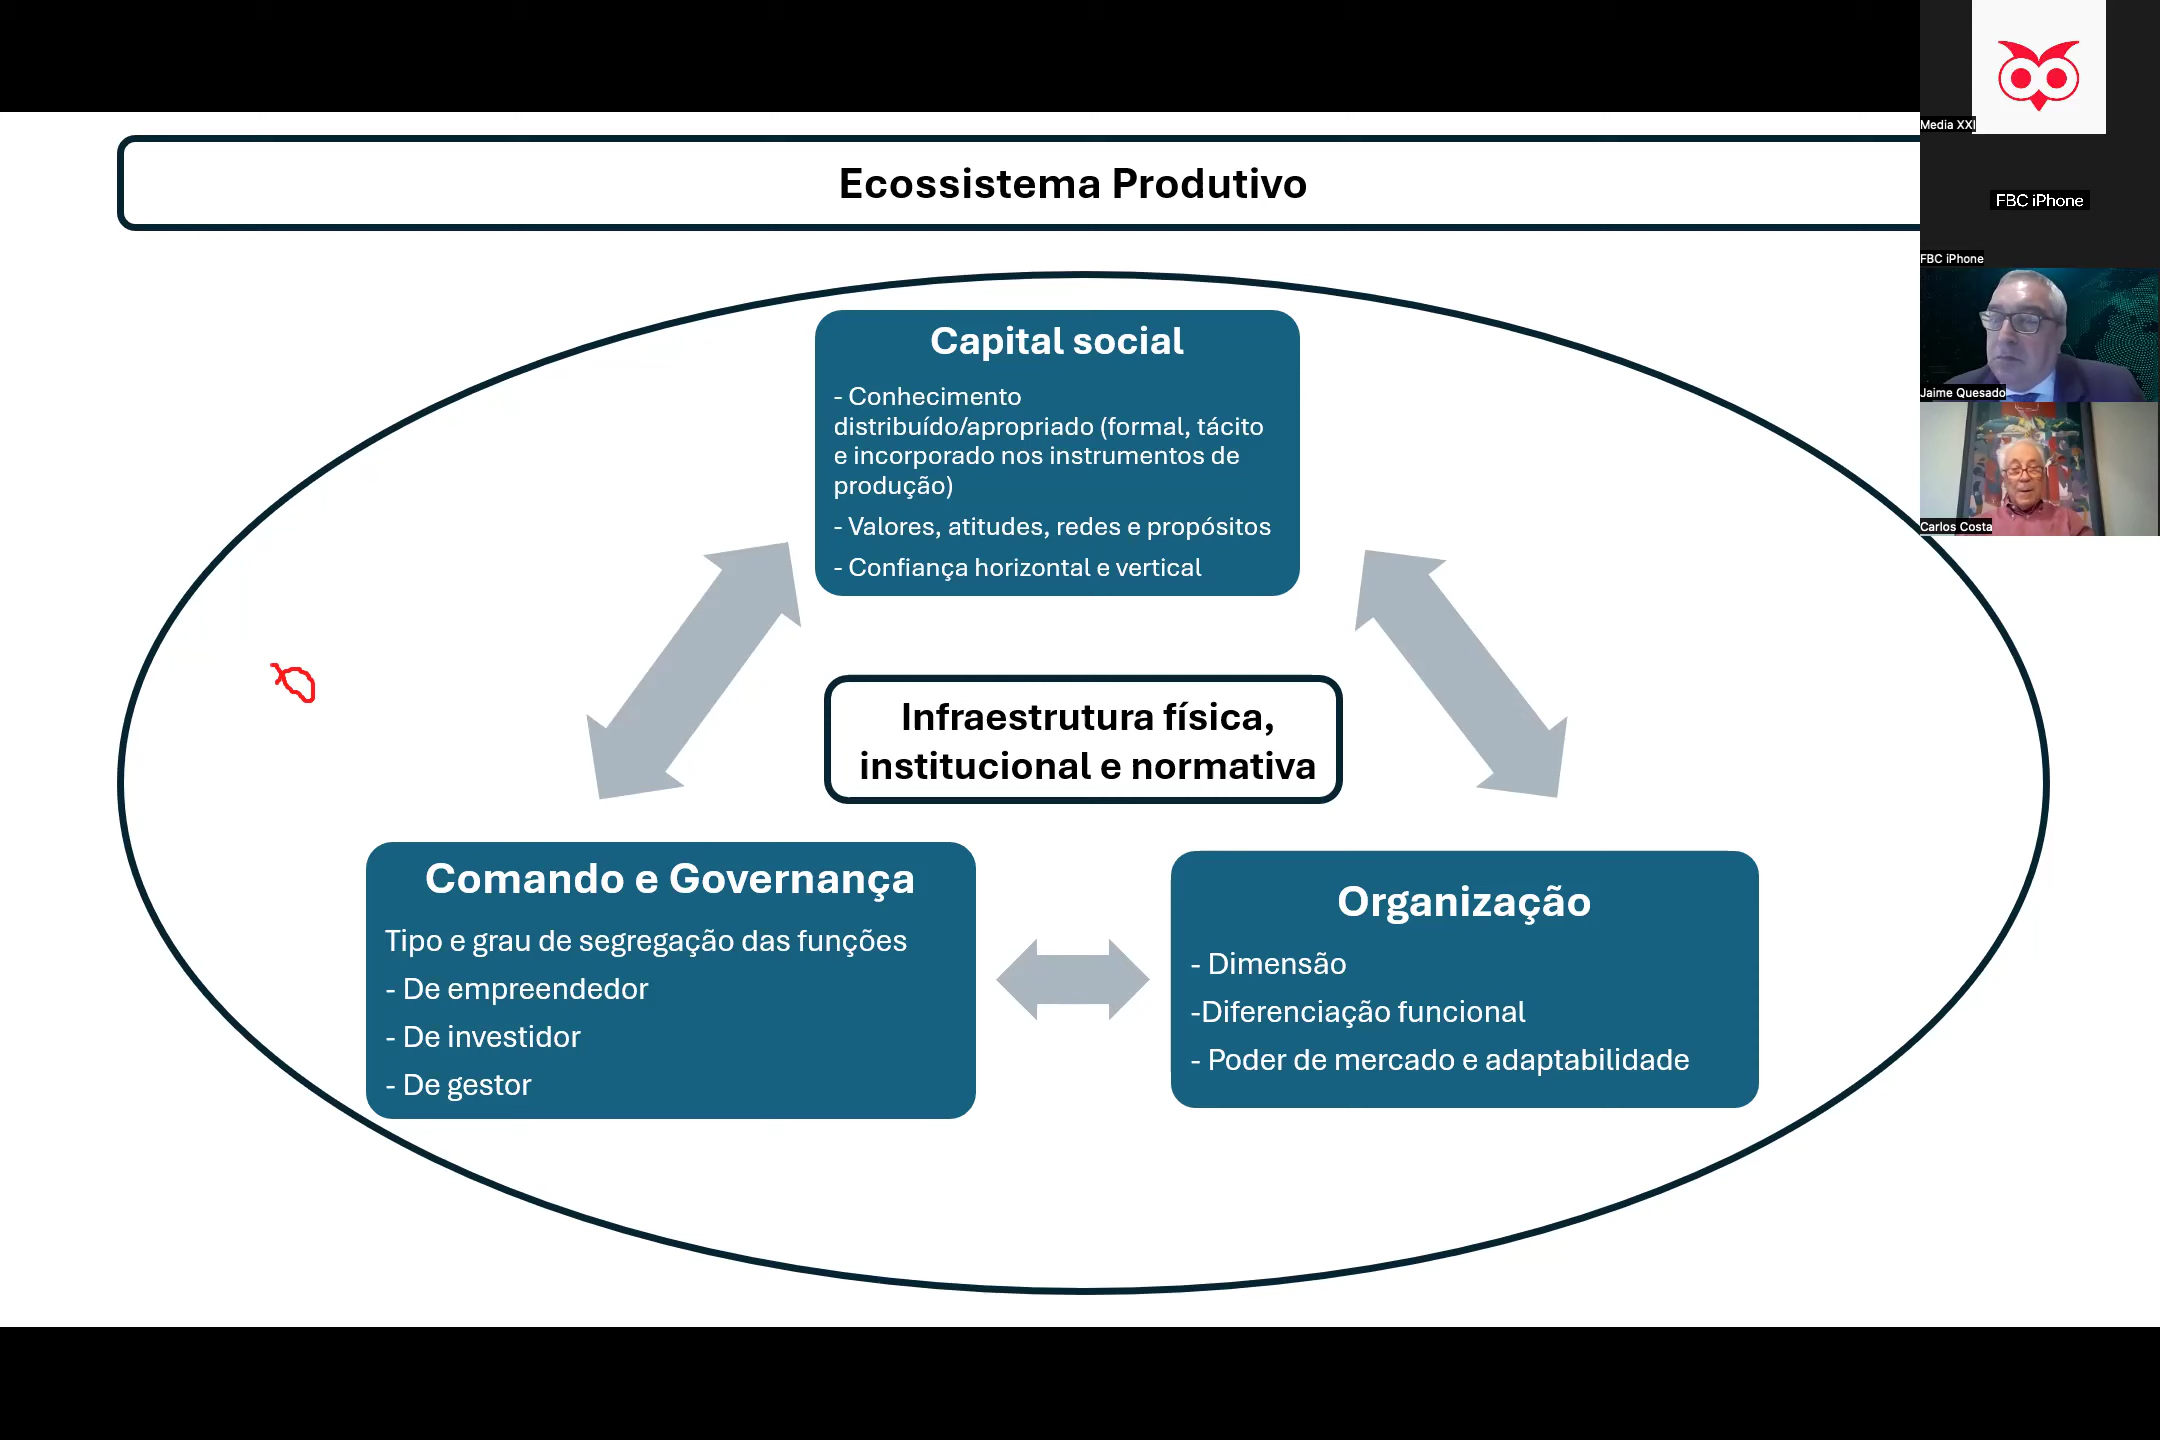 Ecossistema Produtivo
Capital social
- Conhecimento
distribuído/apropriado (formal, tácito
e incorporado nos instrumentos de
produção)
- Valores, atitudes, redes e propósitos
- Confiança horizontal e vertical
Infraestrutura física,
institucional e normativa
Comando e Governança
Tipo e grau de segregação das funções
- De empreendedor
- De investidor
- De gestor
Organização
- Dimensão
-Diferenciação funcional
- Poder de mercado e adaptabilidade
Media XXI
FBC iPhone
FBC iPhone
Jaime Quesado
Carlos Costa